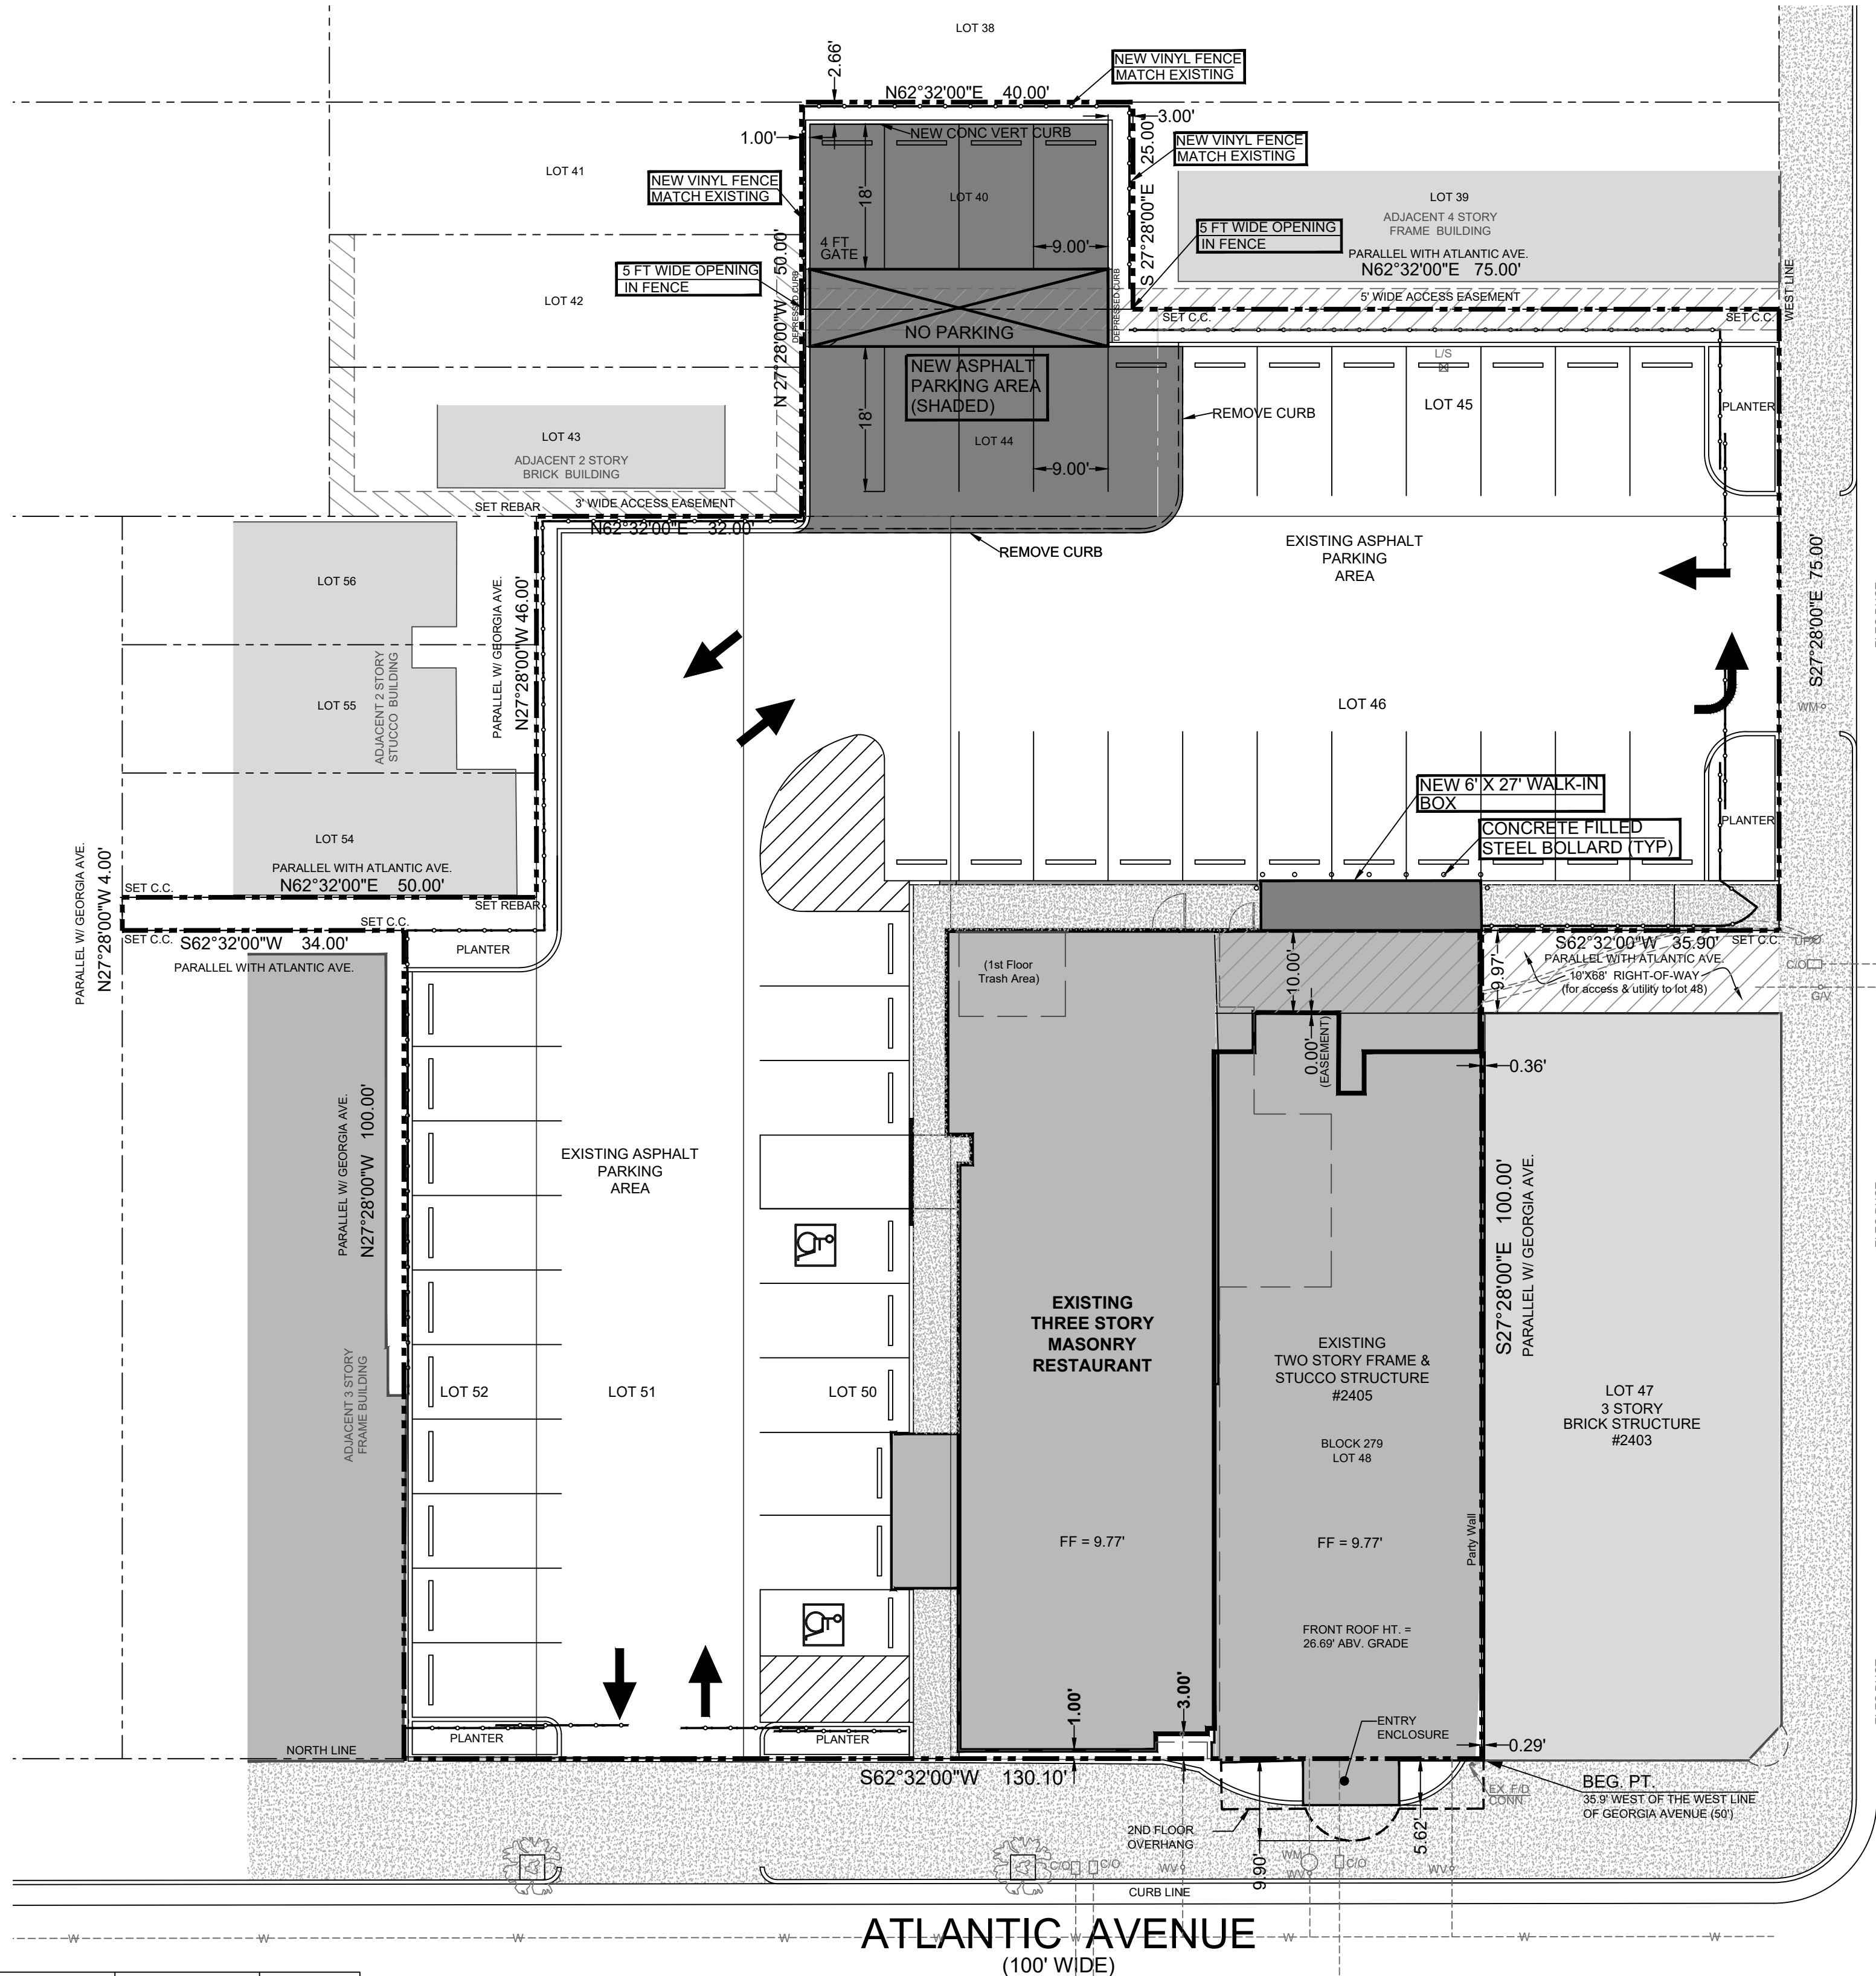 LOT 38
2.66'
NEW VINYL FENCE
MATCH EXISTING
N62°32'00"E 40.00'
3.00'
1.00'
NEW CONC VERT CURB
25.00'
S 27°28'00"E
NEW VINYL FENCE
MATCH EXISTING
LOT 41
NEW VINYL FENCE
MATCH EXISTING
18'
LOT 40
LOT 39
ADJACENT 4 STORY
FRAME BUILDING
5 FT WIDE OPENING
IN FENCE
4 FT
GATE
9.00'
PARALLEL WITH ATLANTIC AVE.
N62°32'00"E 75.00'
5 FT WIDE OPENING
IN FENCE
LOT 42
N 27°28'00"W 50.00'
DEPRESSED CURB
DEPRESSED CURB
5' WIDE ACCESS EASEMENT
WEST LINE
SET C.C.
SET C.C.
NO PARKING
L/S
NEW ASPHALT
PARKING AREA
(SHADED)
18'
REMOVE CURB
LOT 45
PLANTER
LOT 43
ADJACENT 2 STORY
BRICK BUILDING
LOT 44
9.00'
SET REBAR
3' WIDE ACCESS EASEMENT
N62°32'00"E 32.00'
REMOVE CURB
EXISTING ASPHALT
PARKING
AREA
S27°28'00"E 75.00'
LOT 56
PARALLEL W/ GEORGIA AVE.
N27°28'00"W 46.00'
LOT 55
ADJACENT 2 STORY
STUCCO BUILDING
LOT 46
WM
NEW 6' X 27' WALK-IN
BOX
CONCRETE FILLED
STEEL BOLLARD (TYP)
PLANTER
LOT 54
PARALLEL WITH ATLANTIC AVE.
N62°32'00"E 50.00'
PARALLEL W/ GEORGIA AVE.
N27°28'00"W 4.00'
SET C.C.
SET REBAR
SET C.C.
SET C.C.
S62°32'00"W 34.00'
PARALLEL WITH ATLANTIC AVE.
PLANTER
(1st Floor
Trash Area)
10.00'
9.97'
S62°32'00"W 35.90'
SET C.C.
PARALLEL WITH ATLANTIC AVE.
10'X68' RIGHT-OF-WAY
(for access & utility to lot 48)
C/O
G/V
0.00'
(EASEMENT)
0.36'
PARALLEL W/ GEORGIA AVE.
N27°28'00"W 100.00'
EXISTING ASPHALT
PARKING
AREA
S27°28'00"E 100.00'
PARALLEL W/ GEORGIA AVE.
EXISTING
THREE STORY
MASONRY
RESTAURANT
EXISTING
TWO STORY FRAME &
STUCCO STRUCTURE
#2405
ADJACENT 3 STORY
FRAME BUILDING
LOT 52
LOT 51
LOT 50
LOT 47
3 STORY
BRICK STRUCTURE
#2403
BLOCK 279
LOT 48
FF = 9.77'
FF = 9.77'
Party Wall
FRONT ROOF HT. =
26.69' ABV. GRADE
1.00'
3.00'
ENTRY
ENCLOSURE
PLANTER
PLANTER
NORTH LINE
0.29'
S62°32'00"W 130.10'
BEG. PT.
35.9' WEST OF THE WEST LINE
OF GEORGIA AVENUE (50')
EX. F/D
CONN.
2ND FLOOR
OVERHANG
9.90'
5.62'
C/O
C/O
WV
WM
WV
C/O
WV
CURB LINE
ATLANTIC AVENUE
(100' WIDE)
W
W
W
W
W
W
W
W
W